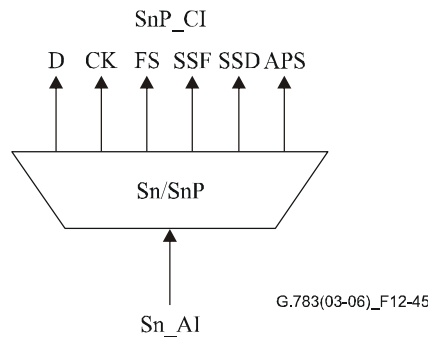 SnP_CI
D CK FS SSF SSD APS
Sn/SnP
G.783(03-06)_F12-45
Sn_AI